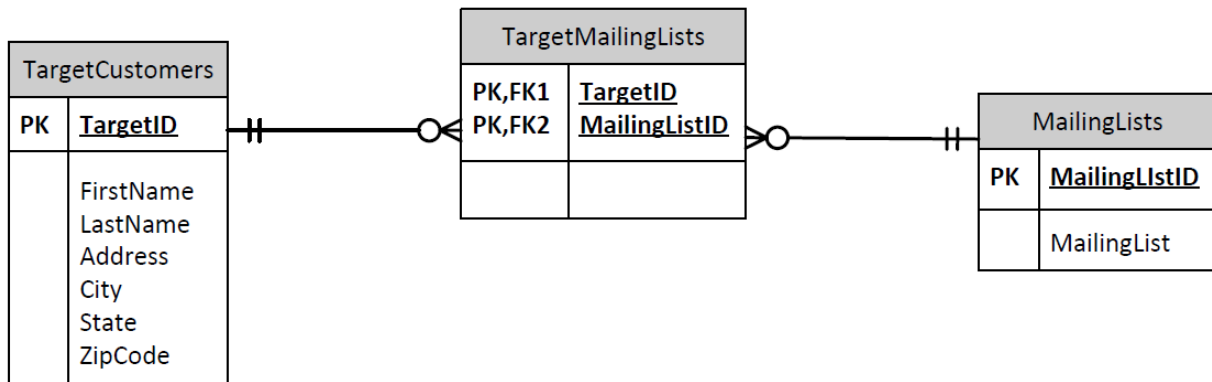 TargetCustomers
PK TargetID
FirstName
LastName
Address
City
State
ZipCode
TargetMailingLists
PK,FK1 TargetID
PK,FK2 MailingListID
MailingLists
PK MailingLIstID
MailingList